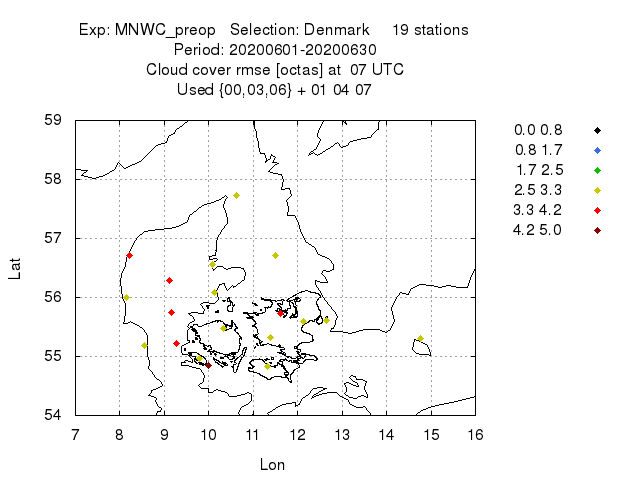 Exp: MNWC_preop   Selection: Denmark     19 stations
Period: 20200601-20200630
Cloud cover rmse [octas] at  07 UTC
Used {00,03,06} + 01 04 07
59
58
57
56
55
54
Lat
7 8 9 10 11 12 13 14 15 16
Lon
0.0 0.8
0.8 1.7
1.7 2.5
2.5 3.3
3.3 4.2
4.2 5.0